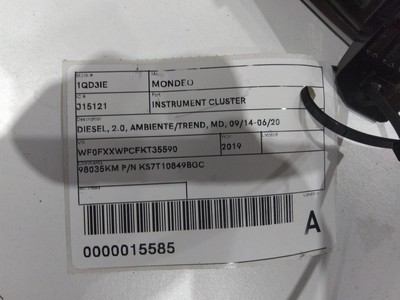 1QD3IE MONDEO
J15121 INSTRUMENT CLUSTER
Description
DIESEL, 2.0, AMBIENTE/TREND, MD, 09/14-06/20
WF0FXXWPCFKT35590 2019
98035KM P/N KS7T10849BGC
A
0000015585